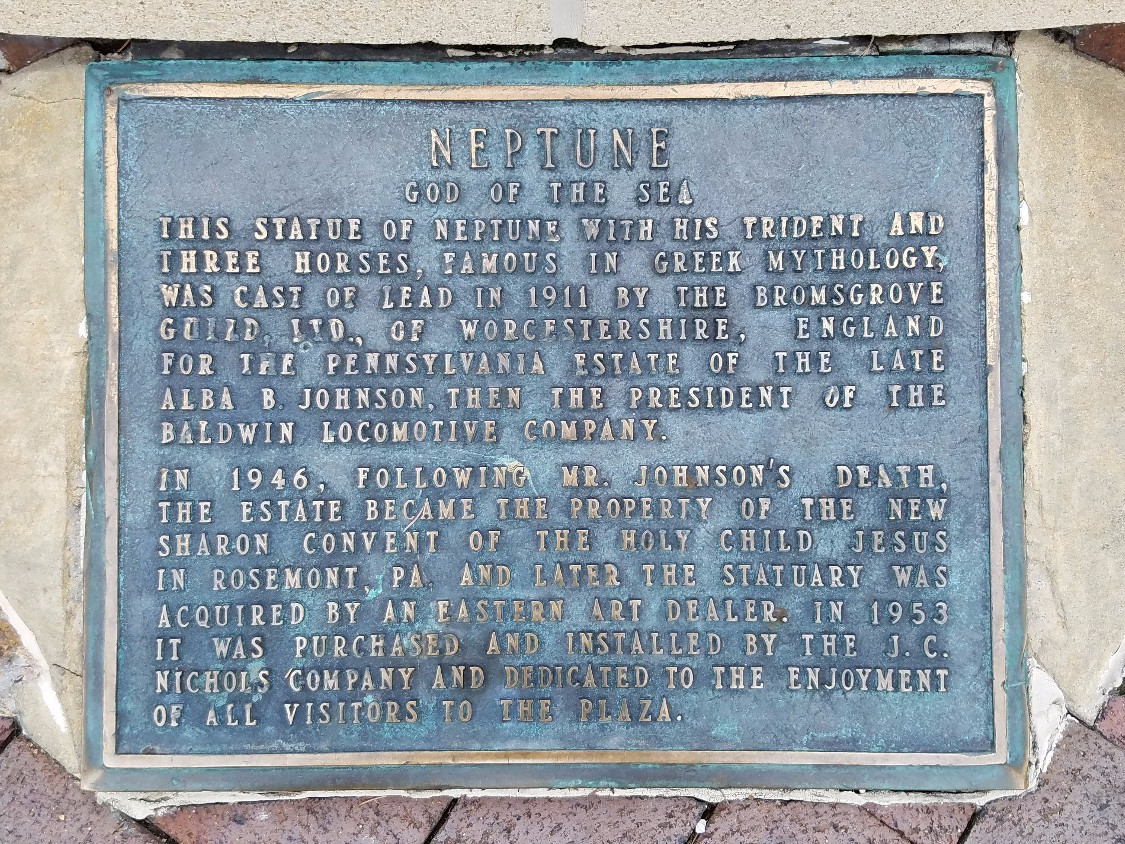 NEPTUNE
GOD OF THE SEA
THIS STATUE OF NEPTUNE WITH HIS TRIDENT AND
THREE HORSES, FAMOUS IN GREEK MYTHOLOGY,
WAS CAST OF LEAD IN 1911 BY THE BROMSGROVE
GUILD, LTD., OF WORCESTERSHIRE, ENGLAND
FOR THE PENNSYLVANIA ESTATE OF THE LATE
ALBA B. JOHNSON, THEN THE PRESIDENT OF THE
BALDWIN LOCOMOTIVE COMPANY.
IN 1946, FOLLOWING MR. JOHNSON'S DEATH,
THE ESTATE BECAME THE PROPERTY OF THE NEW
SHARON CONVENT OF THE HOLY CHILD JESUS
IN ROSEMONT, PA. AND LATER THE STATUARY WAS
ACQUIRED BY AN EASTERN ART DEALER. IN 1953
IT WAS PURCHASED AND INSTALLED BY THE J. C.
NICHOLS COMPANY AND DEDICATED TO THE ENJOYMENT
OF ALL VISITORS TO THE PLAZA.